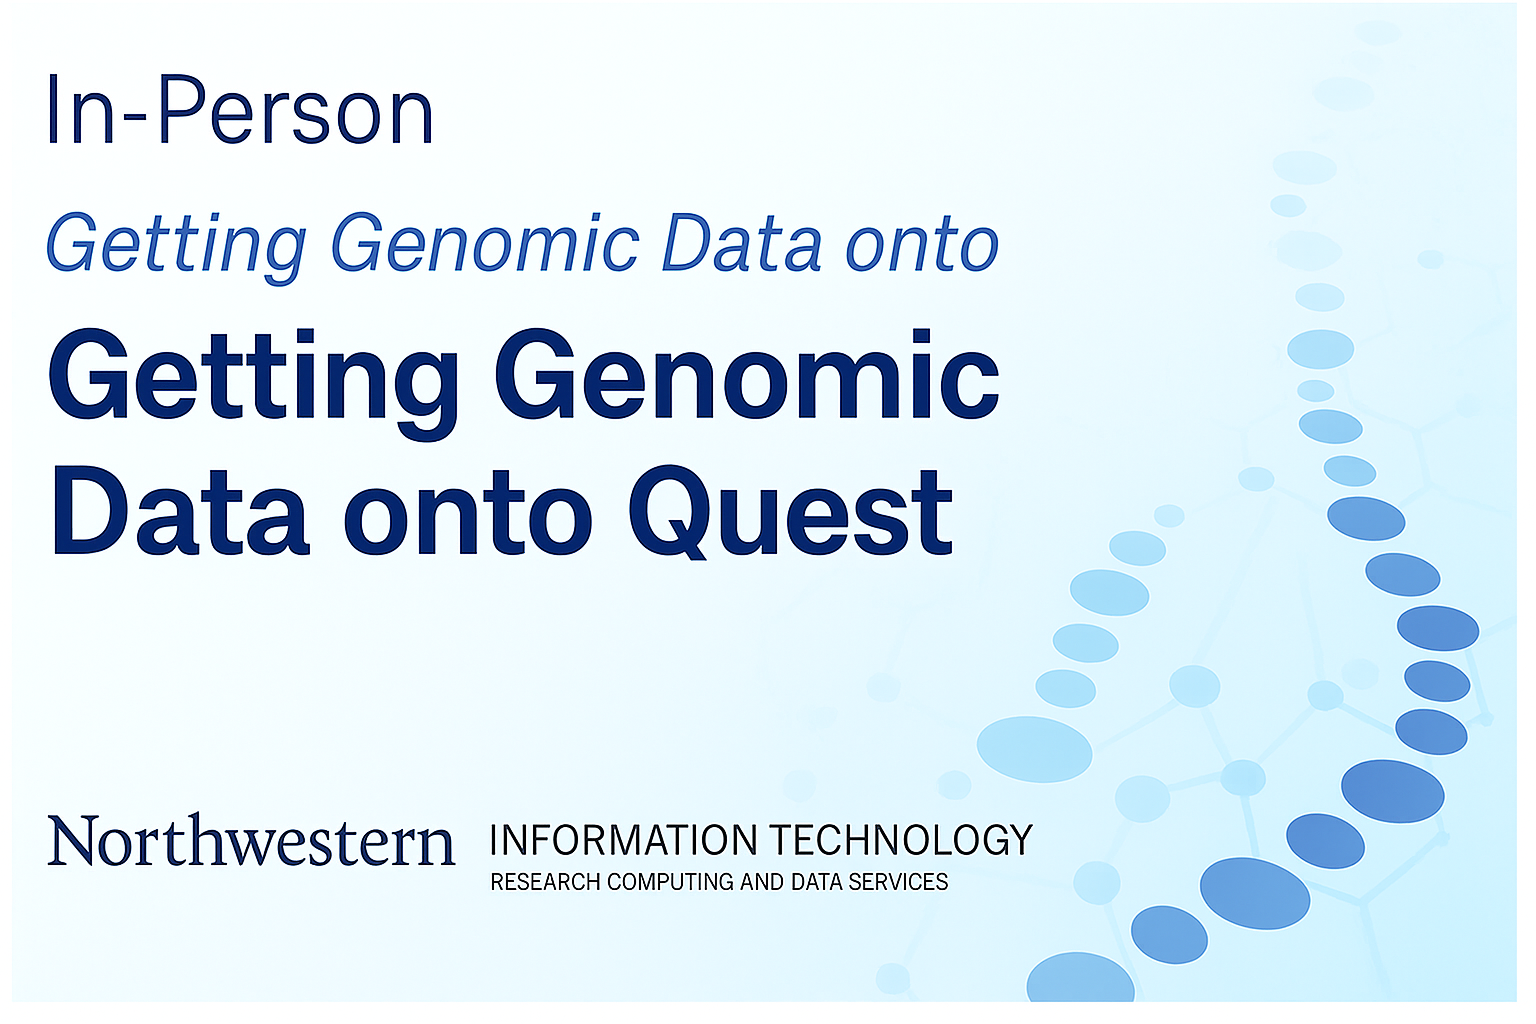 In-Person
Getting Genomic Data onto
Getting Genomic
Data onto Quest
Northwestern INFORMATION TECHNOLOGY
RESEARCH COMPUTING AND DATA SERVICES